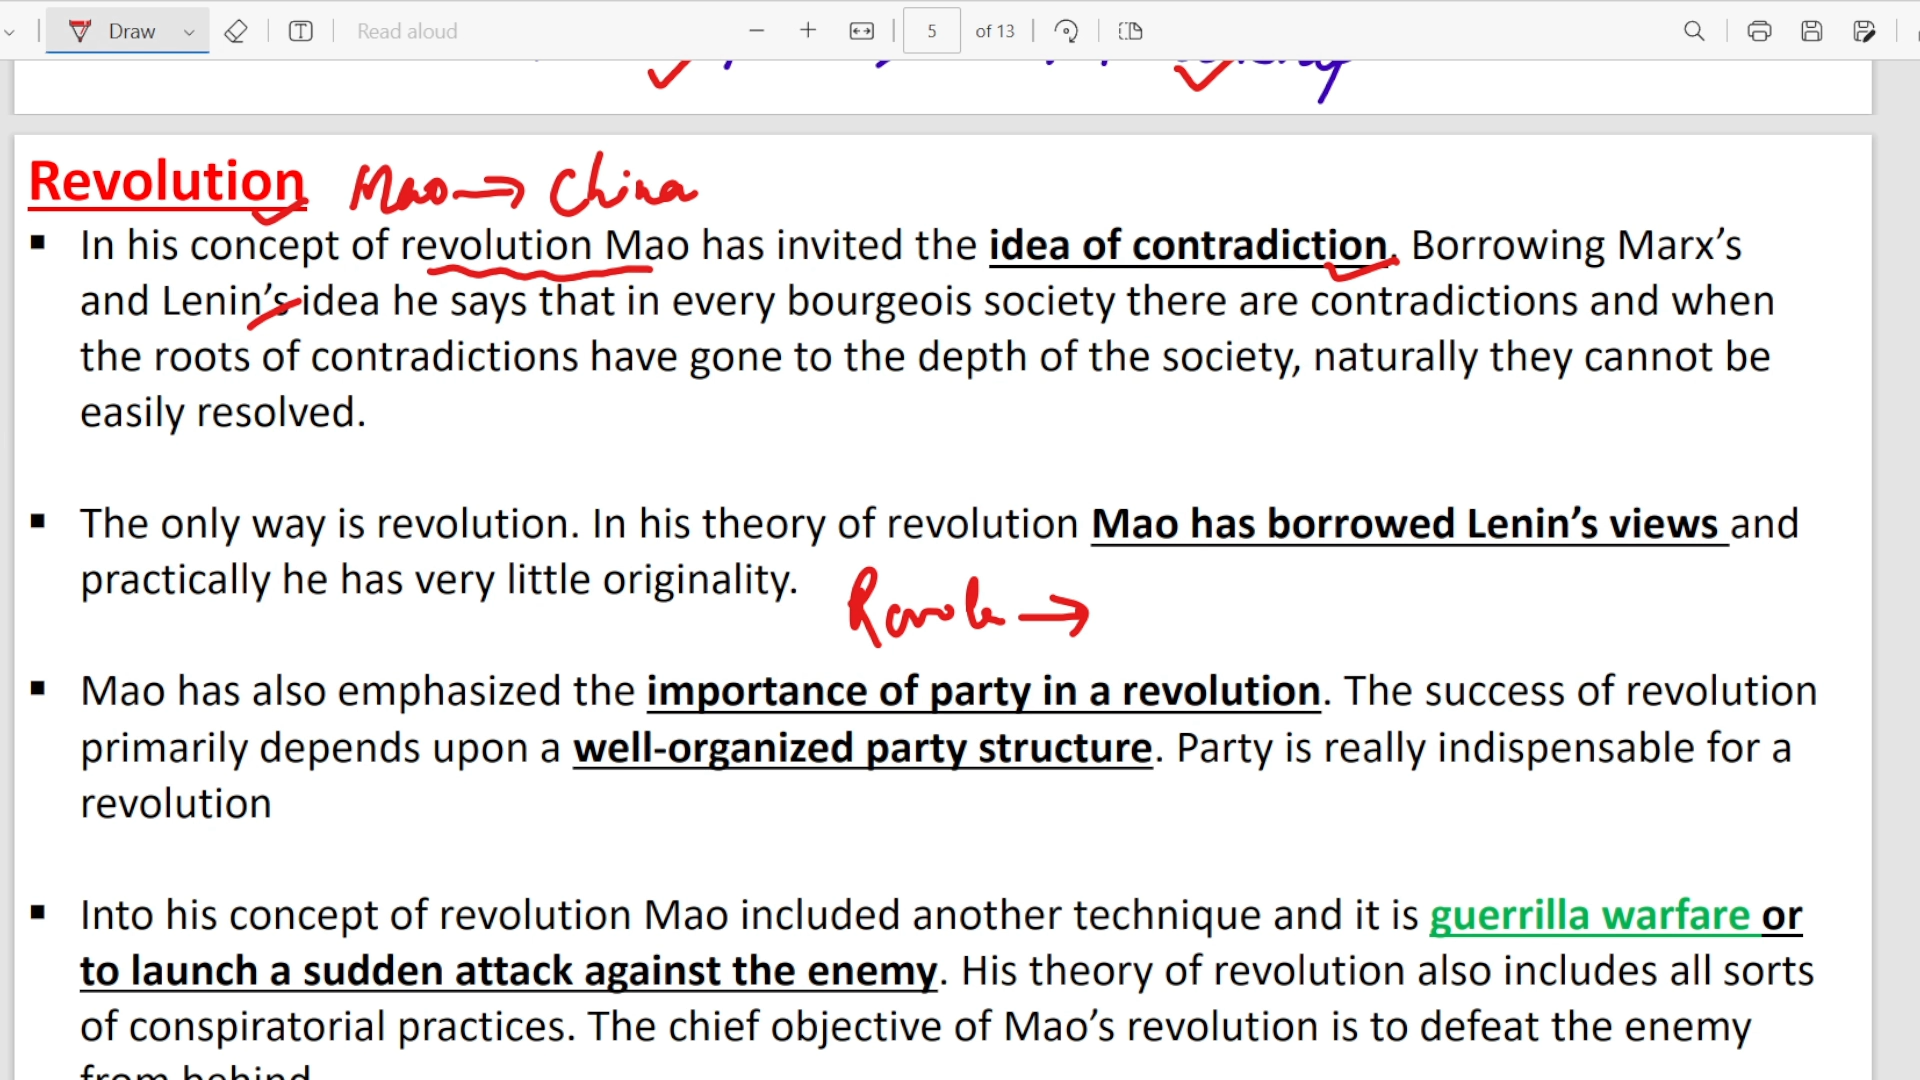 Draw
Read aloud
5 of 13
Revolution Mao → China
▪ In his concept of revolution Mao has invited the idea of contradiction. Borrowing Marx’s
and Lenin’s idea he says that in every bourgeois society there are contradictions and when
the roots of contradictions have gone to the depth of the society, naturally they cannot be
easily resolved.
▪ The only way is revolution. In his theory of revolution Mao has borrowed Lenin’s views and
practically he has very little originality.
→
▪ Mao has also emphasized the importance of party in a revolution. The success of revolution
primarily depends upon a well-organized party structure. Party is really indispensable for a
revolution
▪ Into his concept of revolution Mao included another technique and it is guerrilla warfare or
to launch a sudden attack against the enemy. His theory of revolution also includes all sorts
of conspiratorial practices. The chief objective of Mao’s revolution is to defeat the enemy
from behind